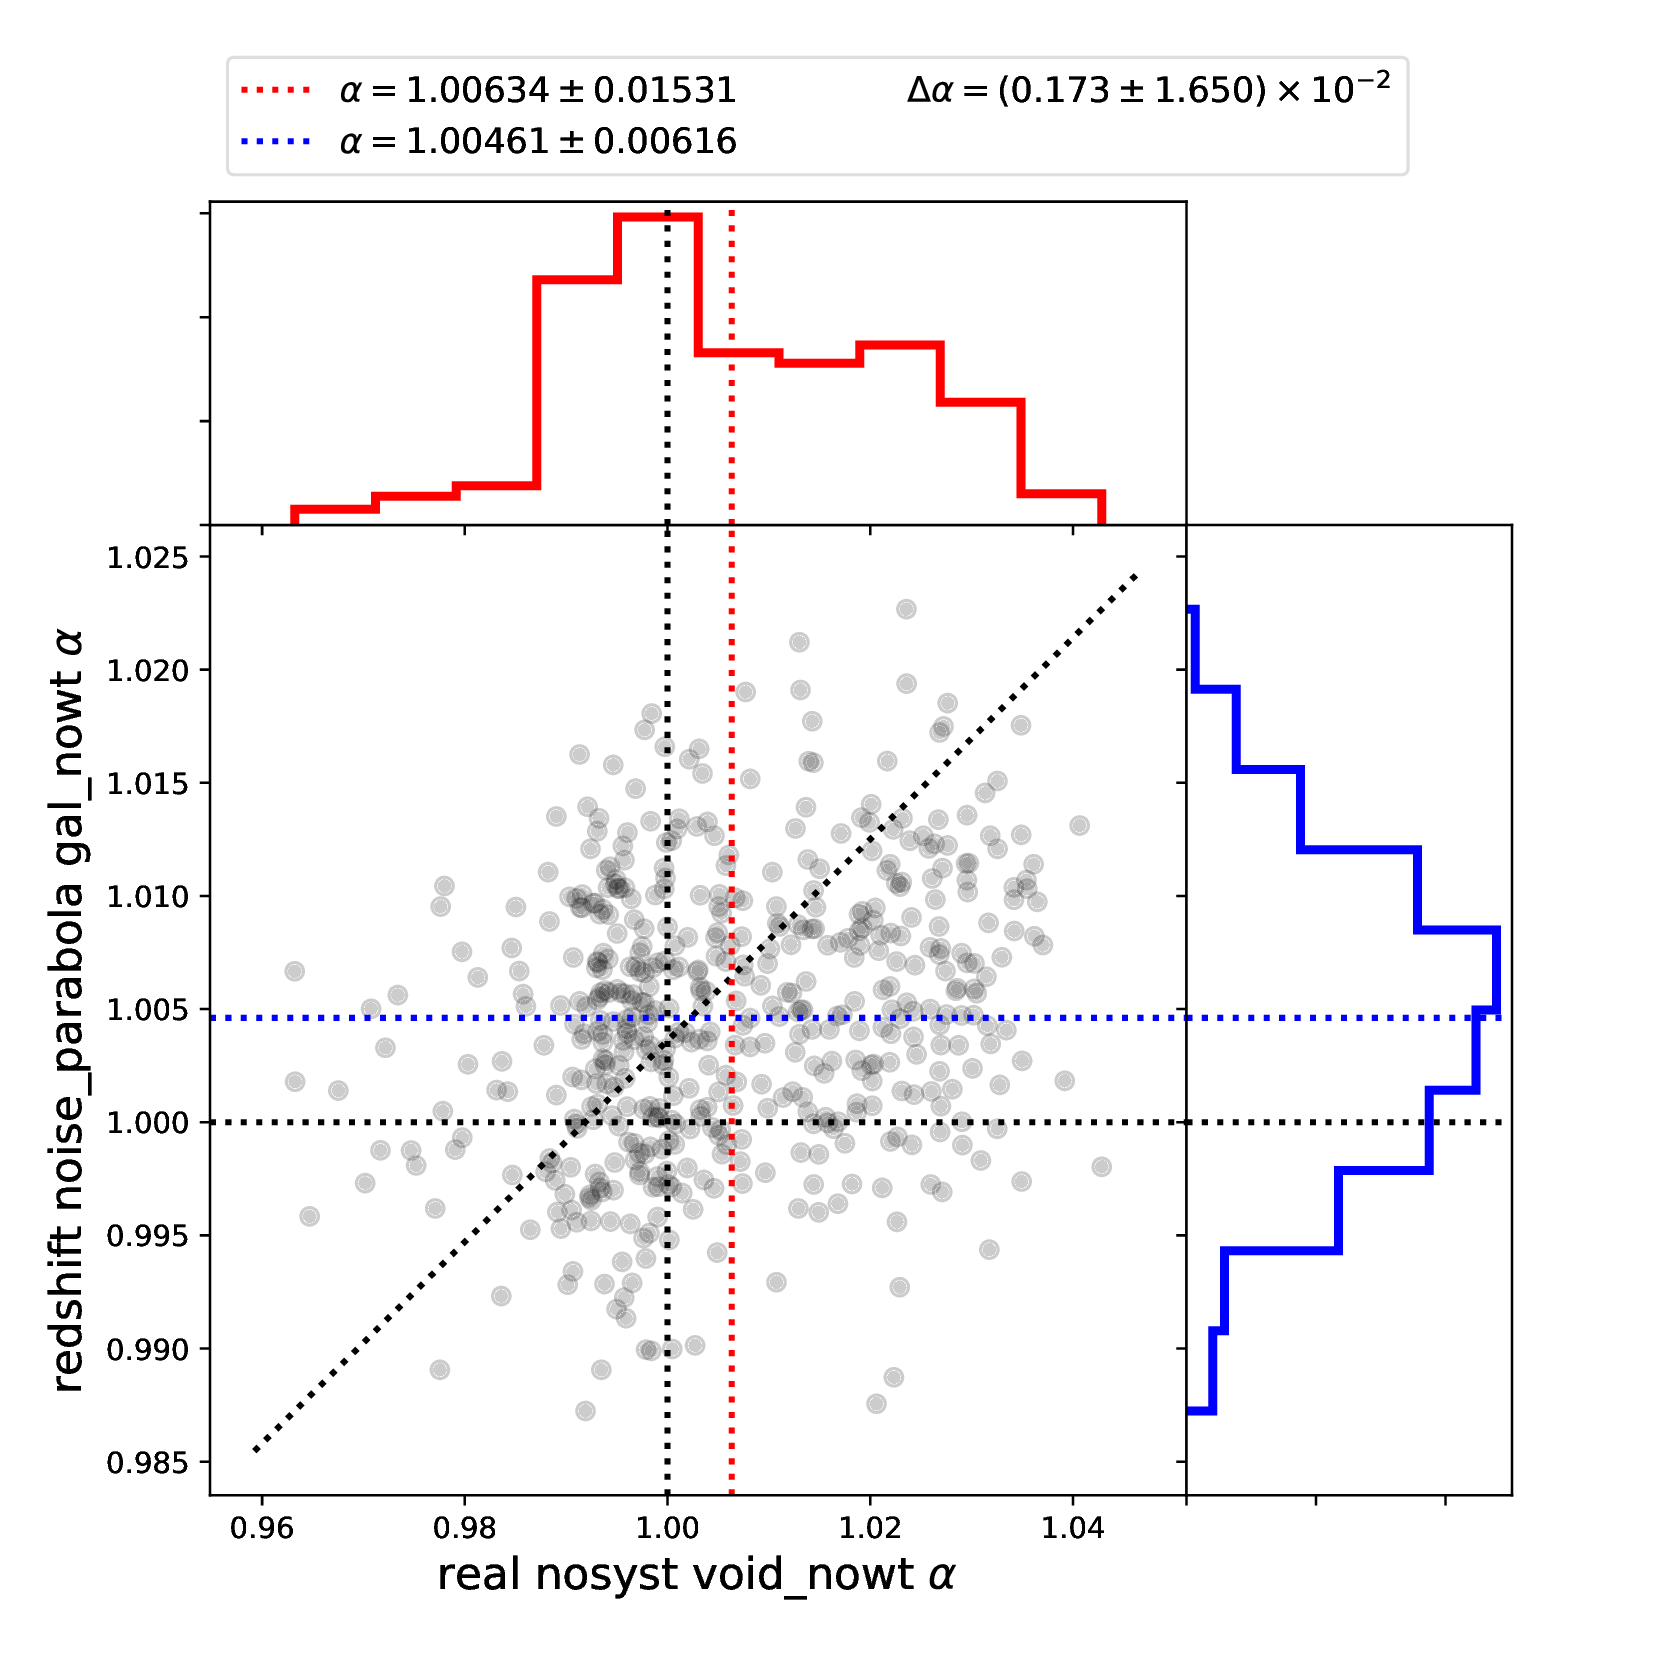 α = 1.00634 ± 0.01531
Δα = (0.173 ± 1.650) × 10⁻²
α = 1.00461 ± 0.00616
1.025
1.020
1.015
1.010
1.005
1.000
0.995
0.990
0.985
redshift noise_parabola gal_nowt α
0.96
0.98
1.00
1.02
1.04
real nosyst void_nowt α